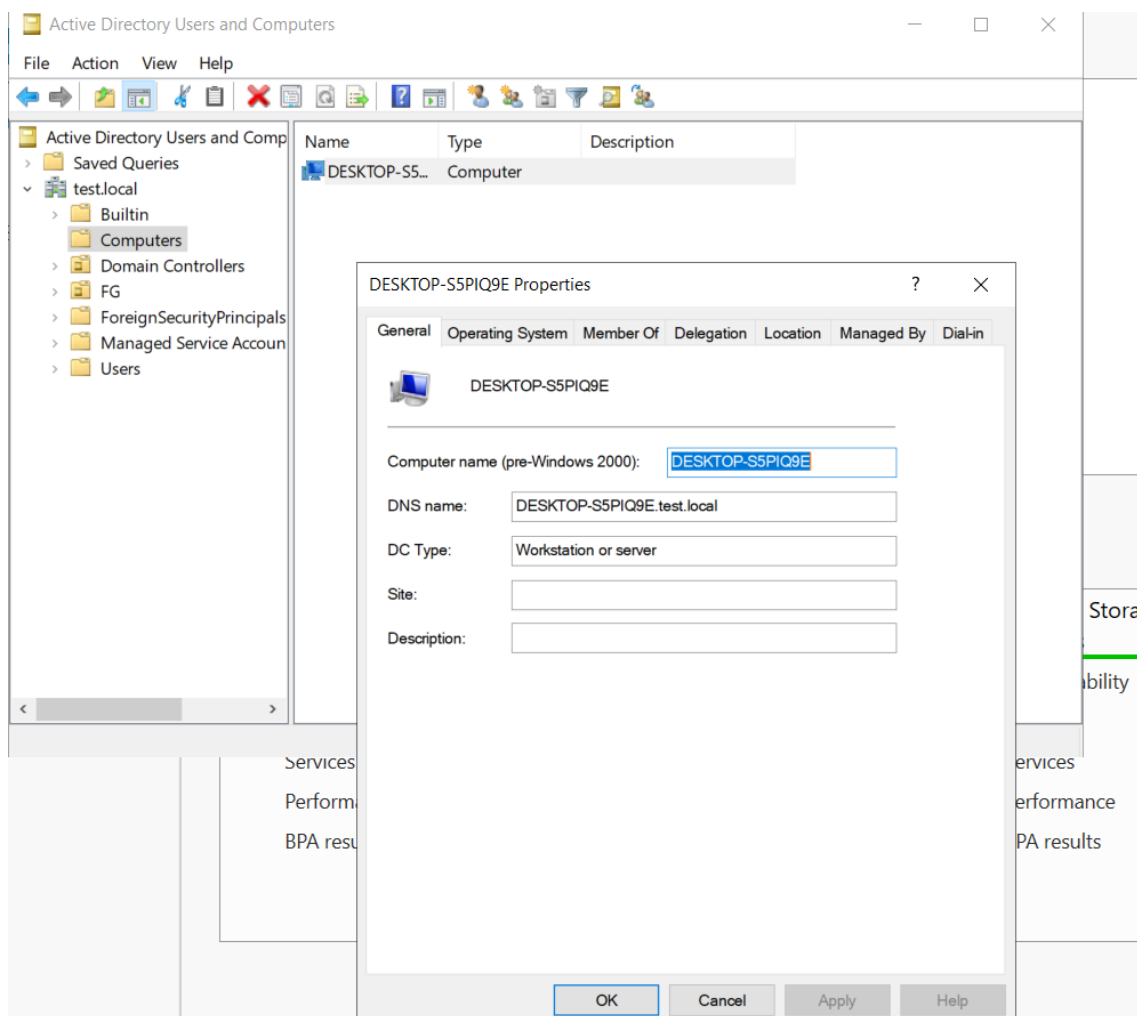 Active Directory Users and Computers
File Action View Help
Active Directory Users and Comp
Saved Queries
test.local
Builtin
Computers
Domain Controllers
FG
ForeignSecurityPrincipals
Managed Service Accoun
Users
Name Type Description
DESKTOP-S5... Computer
DESKTOP-S5PIQ9E Properties
General Operating System Member Of Delegation Location Managed By Dial-in
DESKTOP-S5PIQ9E
Computer name (pre-Windows 2000): DESKTOP-S5PIQ9E
DNS name: DESKTOP-S5PIQ9E.test.local
DC Type: Workstation or server
Site:
Description:
OK Cancel Apply Help
Stora
ability
Services
Performa
BPA resu
ervices
erformance
PA results